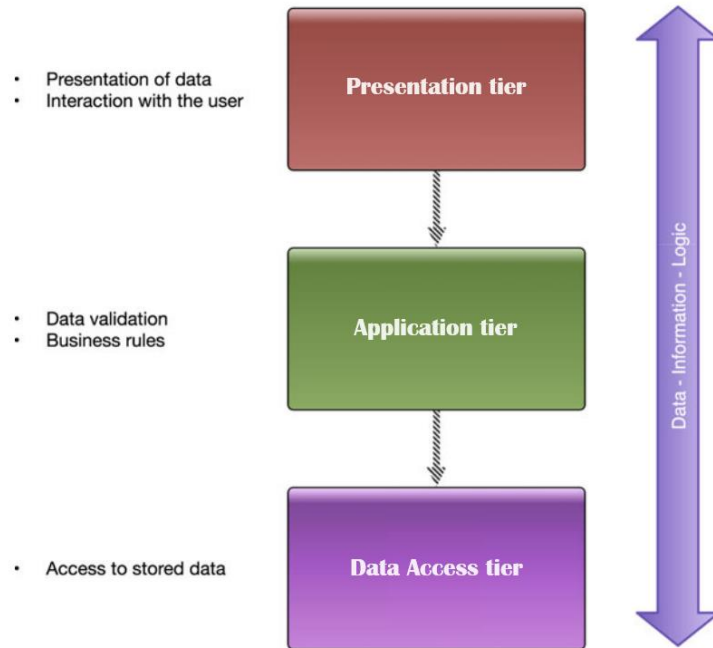 • Presentation of data
• Interaction with the user
Presentation tier
• Data validation
• Business rules
Application tier
• Access to stored data
Data Access tier
Data - Information - Logic